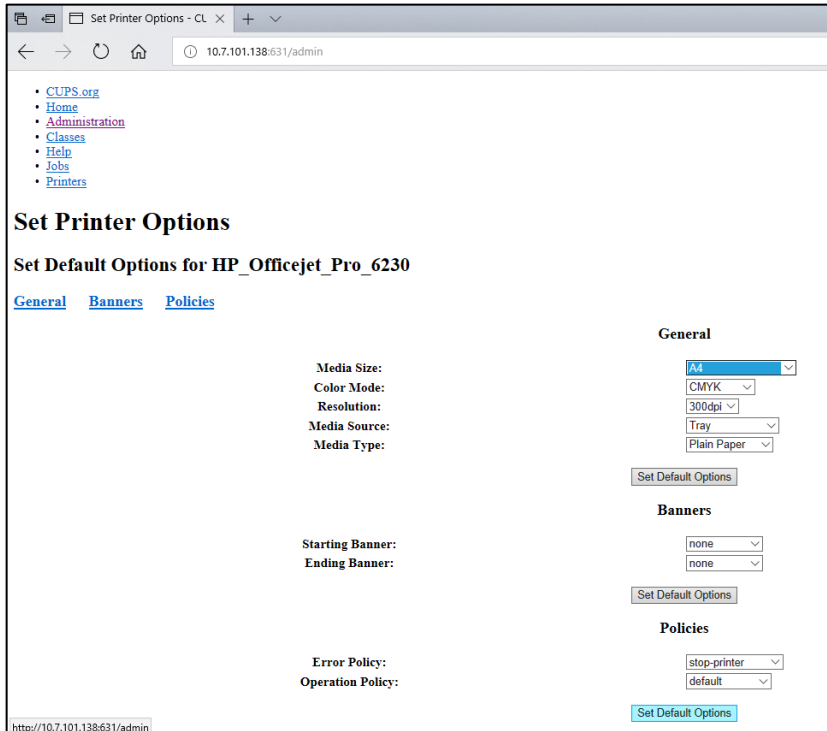 Set Printer Options - CL
10.7.101.138:631/admin
CUPS.org
Home
Administration
Classes
Help
Jobs
Printers
Set Printer Options
Set Default Options for HP_Officejet_Pro_6230
General Banners Policies
General
Media Size: A4
Color Mode: CMYK
Resolution: 300dpi
Media Source: Tray
Media Type: Plain Paper
Set Default Options
Banners
Starting Banner: none
Ending Banner: none
Set Default Options
Policies
Error Policy: stop-printer
Operation Policy: default
Set Default Options
http://10.7.101.138:631/admin